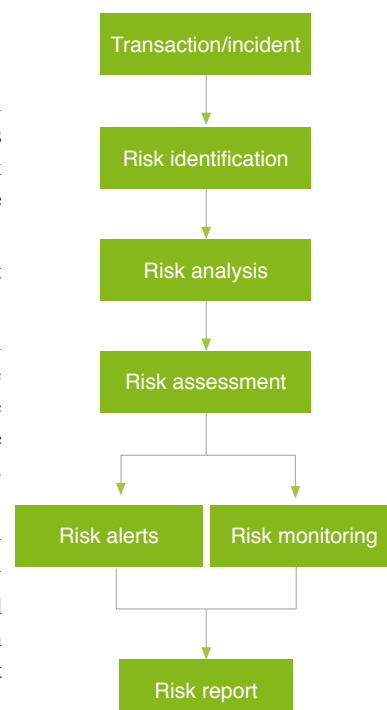 Transaction/incident
Risk identification
Risk analysis
Risk assessment
Risk alerts
Risk monitoring
Risk report